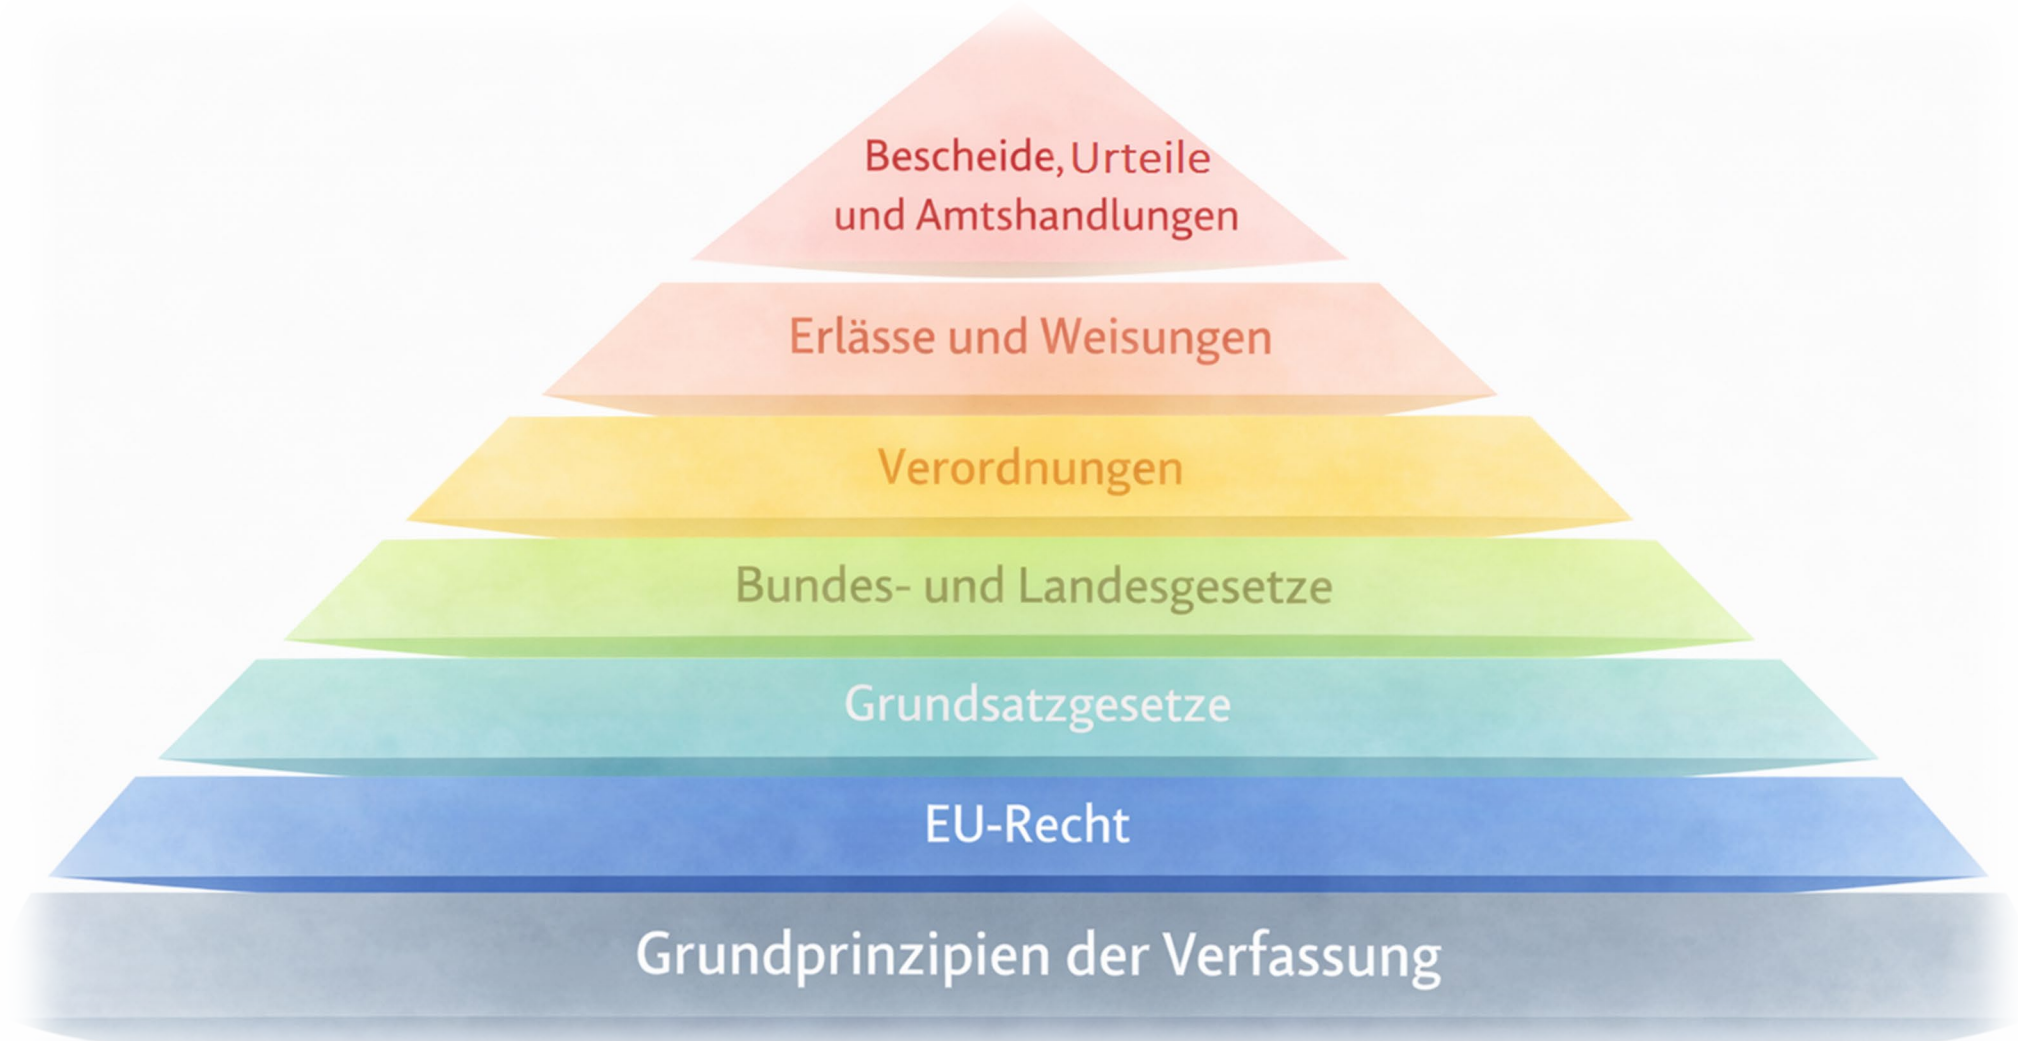 Bescheide, Urteile
und Amtshandlungen
Erlässe und Weisungen
Verordnungen
Bundes- und Landesgesetze
Grundsatzgesetze
EU-Recht
Grundprinzipien der Verfassung